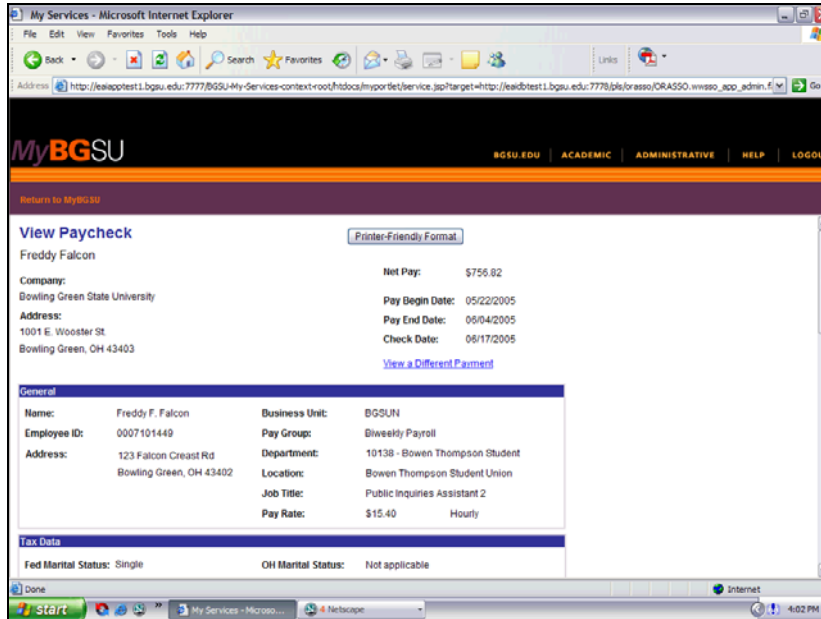 My Services - Microsoft Internet Explorer
File Edit View Favorites Tools Help
Back Search Favorites Links
Address http://eaiapptest1.bgsu.edu:7777/BGSU-My-Services-context-root/htdocs/myportlet/service.jsp?target=http://eaidbtest1.bgsu.edu:7778/pls/orasso/ORASSO.wwsso_app_admin.f Go
MyBGSU
BGSU.EDU ACADEMIC ADMINISTRATIVE HELP LOGOU
Return to MyBGSU
View Paycheck Printer-Friendly Format
Freddy Falcon
Net Pay: $756.82
Company:
Bowling Green State University
Pay Begin Date: 05/22/2005
Address:
Pay End Date: 06/04/2005
1001 E. Wooster St.
Check Date: 06/17/2005
Bowling Green, OH 43403
View a Different Payment
General
Name: Freddy F. Falcon Business Unit: BGSUN
Employee ID: 0007101449 Pay Group: Biweekly Payroll
Address: 123 Falcon Creast Rd Department: 10138 - Bowen Thompson Student
Bowling Green, OH 43402 Location: Bowen Thompson Student Union
Job Title: Public Inquiries Assistant 2
Pay Rate: $15.40 Hourly
Tax Data
Fed Marital Status: Single OH Marital Status: Not applicable
Done Internet
start My Services - Microso... 4 Netscape 4:02 PM